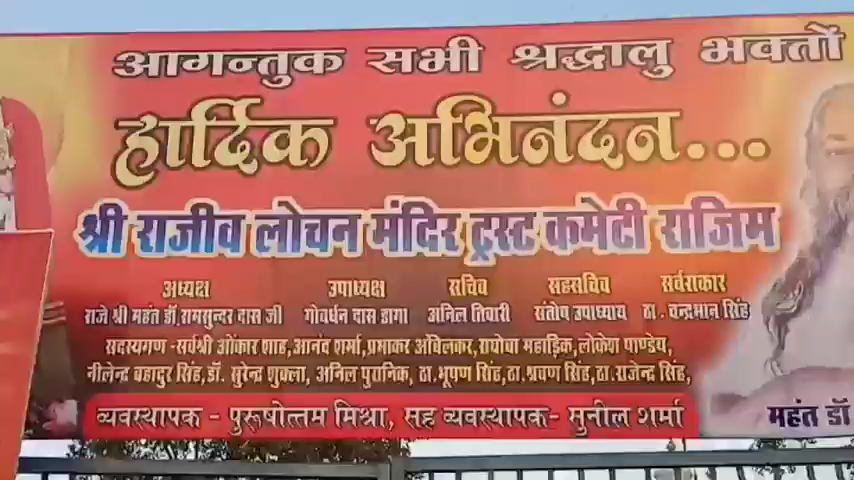 आगन्तुक सभी श्रद्धालु भक्तों
हार्दिक अभिनंदन...
श्री राजीव लोचन मंदिर ट्रस्ट कमेटी राजिम
अध्यक्ष उपाध्यक्ष सचिव सहसचिव सर्वराकार
राजे श्री महंत डॉ.रामसुन्दर दास जी गोवर्धन दास डागा अनिल तिवारी संतोष उपाध्याय ठा. चन्द्रभान सिंह
सदस्यगण -सर्वश्री ओंकार शाह,आनंद शर्मा,प्रभाकर अंबिलकर,राघोबा महाड़िक,लोकेश पाण्डेय,
नीलेन्द्र बहादुर सिंह,डॉ. सुरेन्द्र शुक्ला, अनिल पुरानिक, ठा.भूषण सिंह,ठा.श्रवण सिंह,ठा.राजेन्द्र सिंह,
व्यवस्थापक - पुरूषोत्तम मिश्रा, सह व्यवस्थापक- सुनील शर्मा
महंत डॉ